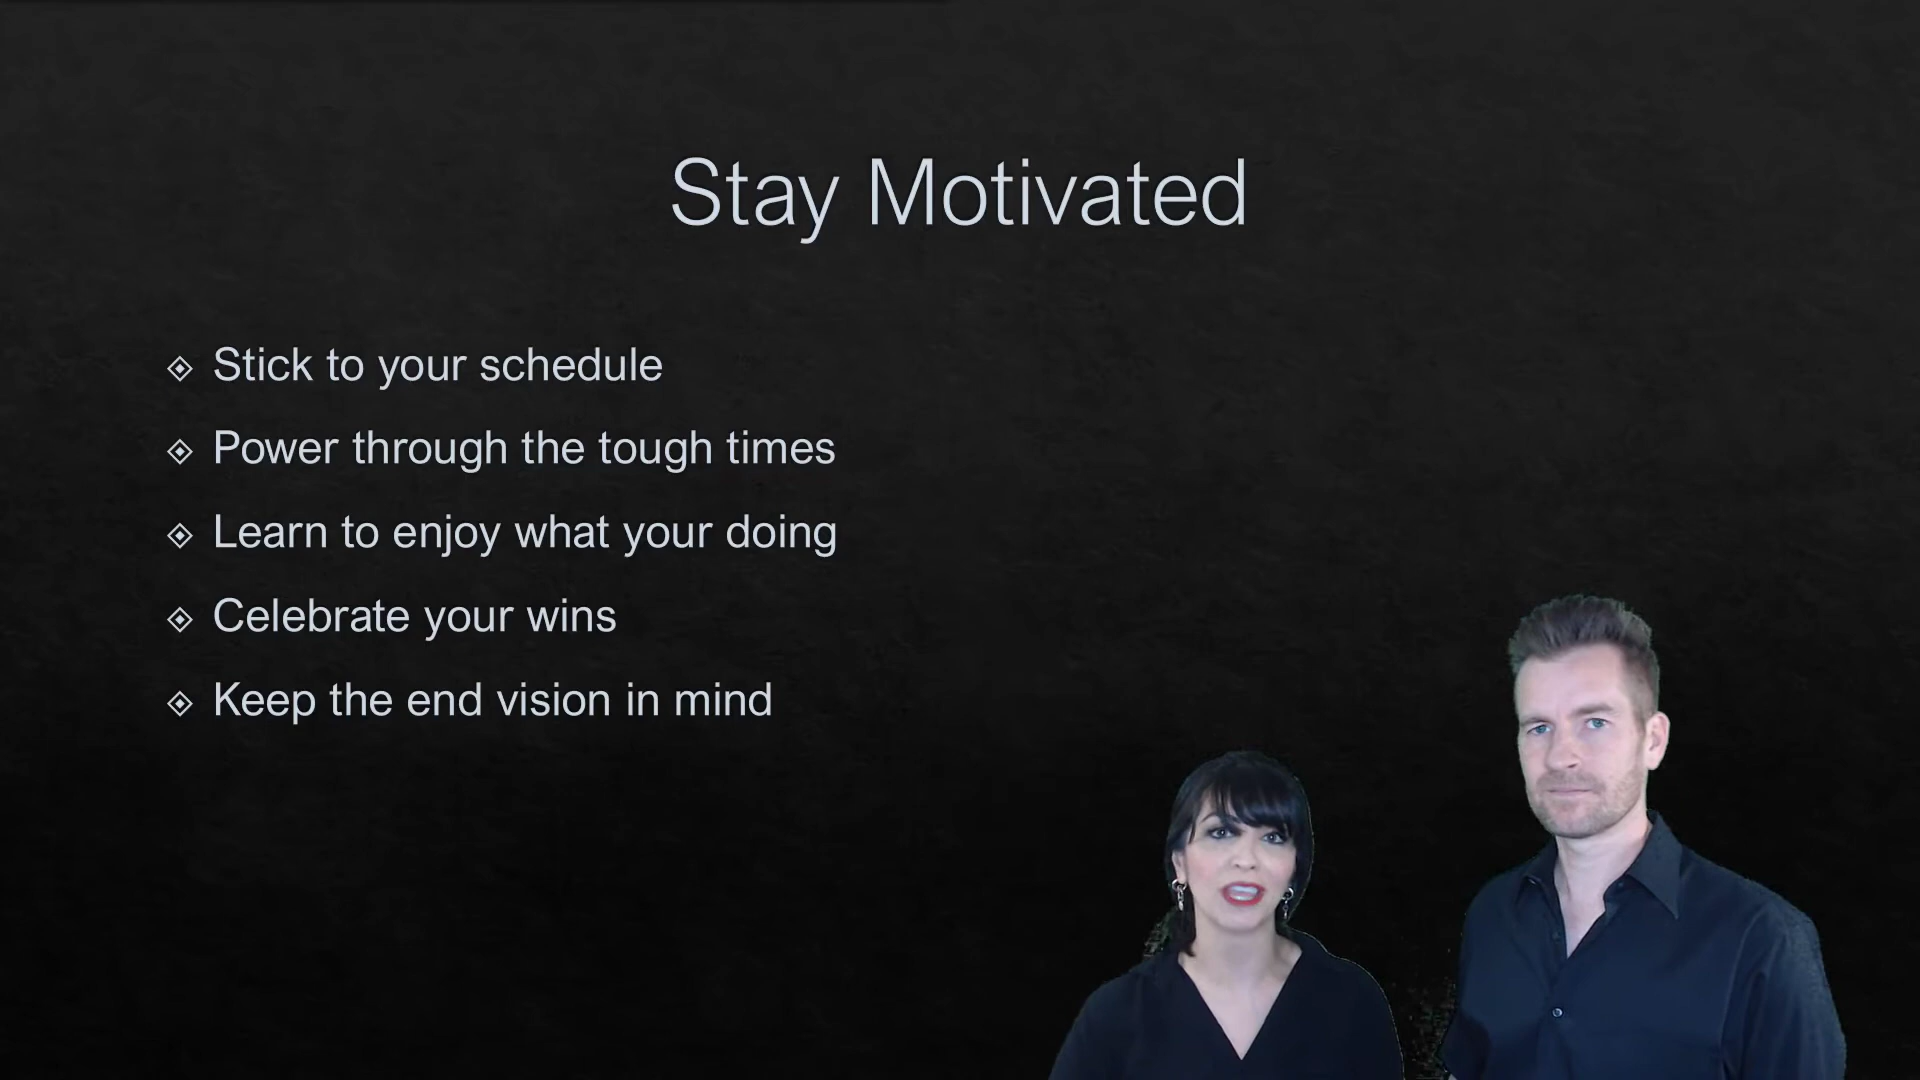 Stay Motivated
Stick to your schedule
Power through the tough times
Learn to enjoy what your doing
Celebrate your wins
Keep the end vision in mind